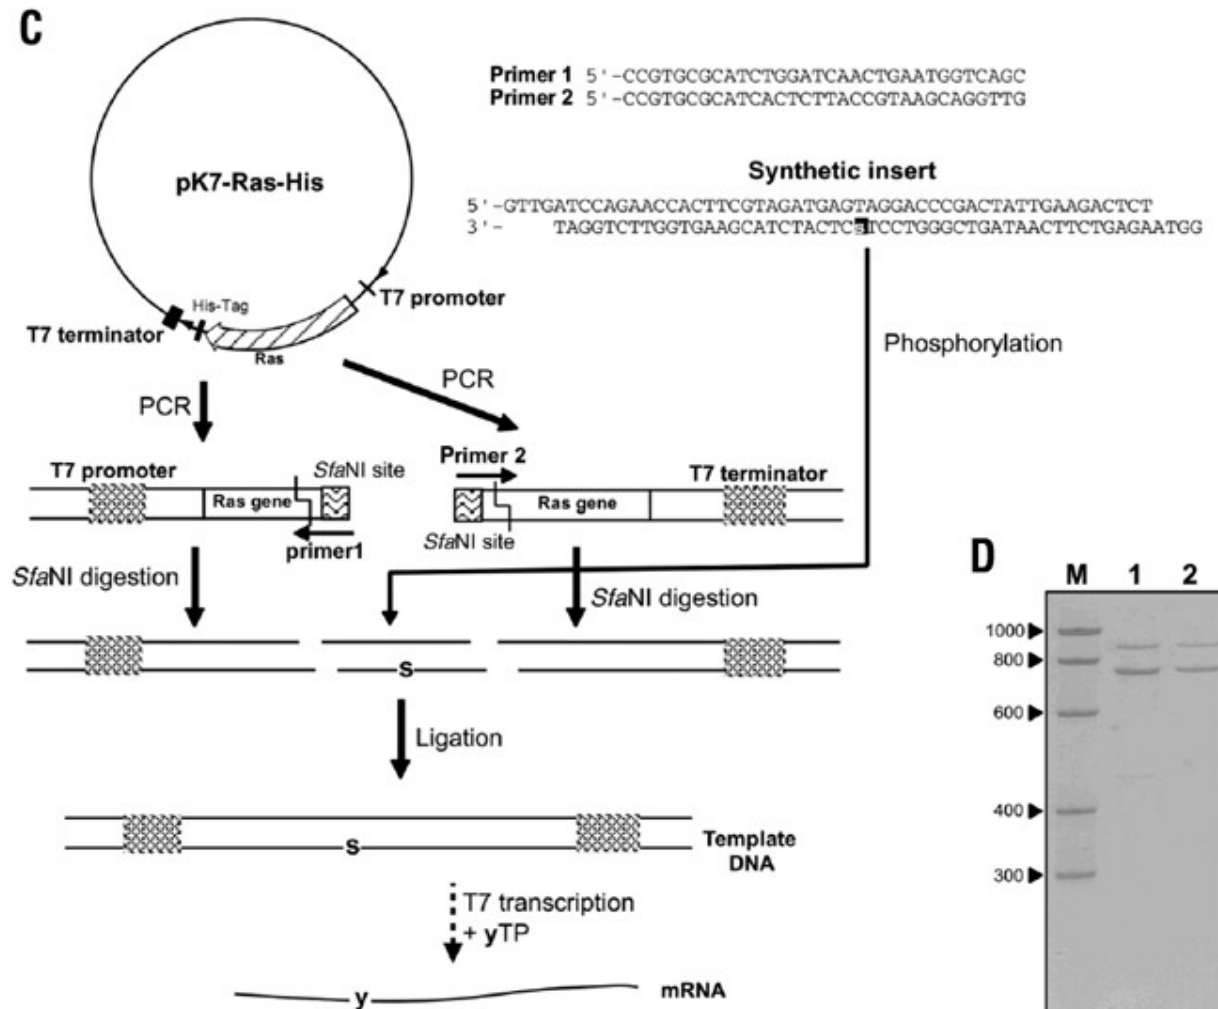 C
Primer 1 5'-CCGTGCGCATCTGGATCAACTGAATGGTCAGC
Primer 2 5'-CCGTGCGCATCACTCTTACCGTAAGCAGGTTG
pK7-Ras-His
Synthetic insert
5'-GTTGATCCAGAACCACTTCGTAGATGAGTAGGACCCGACTATTGAAGACTCT
3'- TAGGTCTTGGTGAAGCATCTACTCsTCCTGGGCTGATAACTTCTGAGAATGG
His-Tag
T7 promoter
T7 terminator
Ras
Phosphorylation
PCR
PCR
Primer 2
T7 promoter
SfaNI site
T7 terminator
Ras gene
Ras gene
SfaNI site
primer1
SfaNI digestion
SfaNI digestion
s
Ligation
s
Template
DNA
T7 transcription
+ yTP
y
mRNA
D
M 1 2
1000
800
600
400
300